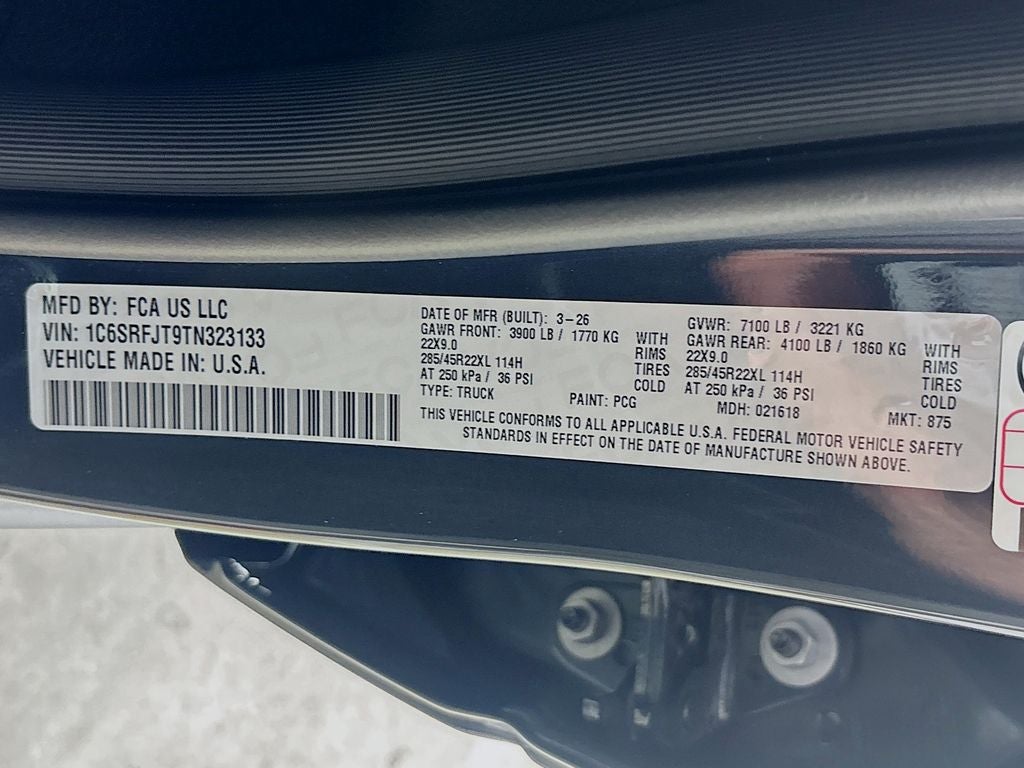 MFD BY: FCA US LLC
VIN: 1C6SRFJT9TN323133
VEHICLE MADE IN: U.S.A.
DATE OF MFR (BUILT): 3-26
GAWR FRONT: 3900 LB / 1770 KG WITH
22X9.0 RIMS
285/45R22XL 114H TIRES
AT 250 kPa / 36 PSI COLD
TYPE: TRUCK PAINT: PCG
GVWR: 7100 LB / 3221 KG
GAWR REAR: 4100 LB / 1860 KG WITH
22X9.0 RIMS
285/45R22XL 114H TIRES
AT 250 kPa / 36 PSI COLD
MDH: 021618 MKT: 875
THIS VEHICLE CONFORMS TO ALL APPLICABLE U.S.A. FEDERAL MOTOR VEHICLE SAFETY
STANDARDS IN EFFECT ON THE DATE OF MANUFACTURE SHOWN ABOVE.